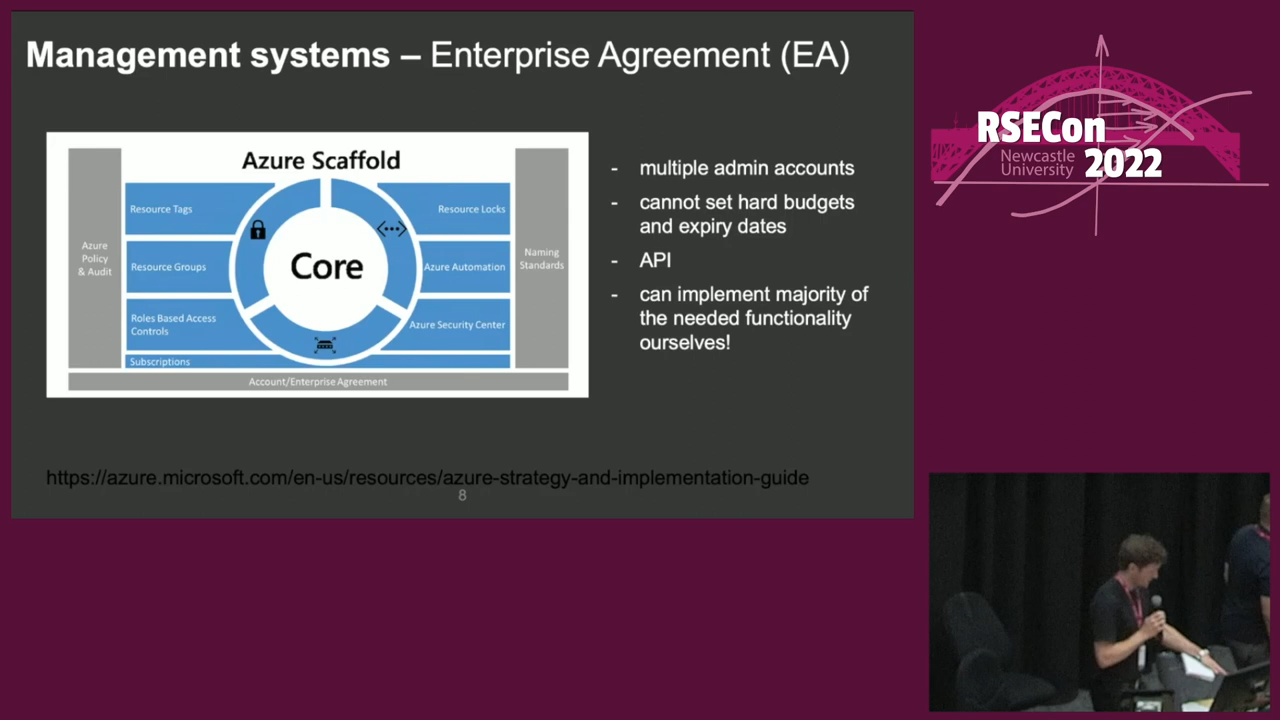 Management systems – Enterprise Agreement (EA)
Azure Scaffold
Azure
Policy
& Audit
Resource Tags
Resource Groups
Roles Based Access
Controls
Subscriptions
Core
Resource Locks
Azure Automation
Azure Security Center
Naming
Standards
Account/Enterprise Agreement
- multiple admin accounts
- cannot set hard budgets
and expiry dates
- API
- can implement majority of
the needed functionality
ourselves!
https://azure.microsoft.com/en-us/resources/azure-strategy-and-implementation-guide
8
RSECon
Newcastle
University
2022